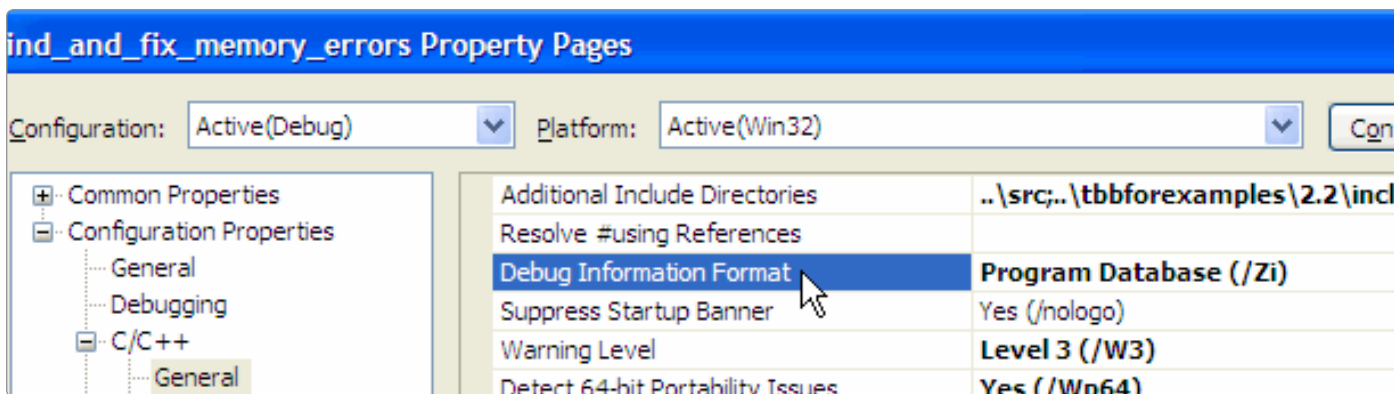 ind_and_fix_memory_errors Property Pages
Configuration: Active(Debug) Platform: Active(Win32) Con
Common Properties
Configuration Properties
General
Debugging
C/C++
General
Additional Include Directories ..\src;..\tbbforexamples\2.2\incl
Resolve #using References
Debug Information Format Program Database (/Zi)
Suppress Startup Banner Yes (/nologo)
Warning Level Level 3 (/W3)
Detect 64-bit Portability Issues Yes (/Wp64)